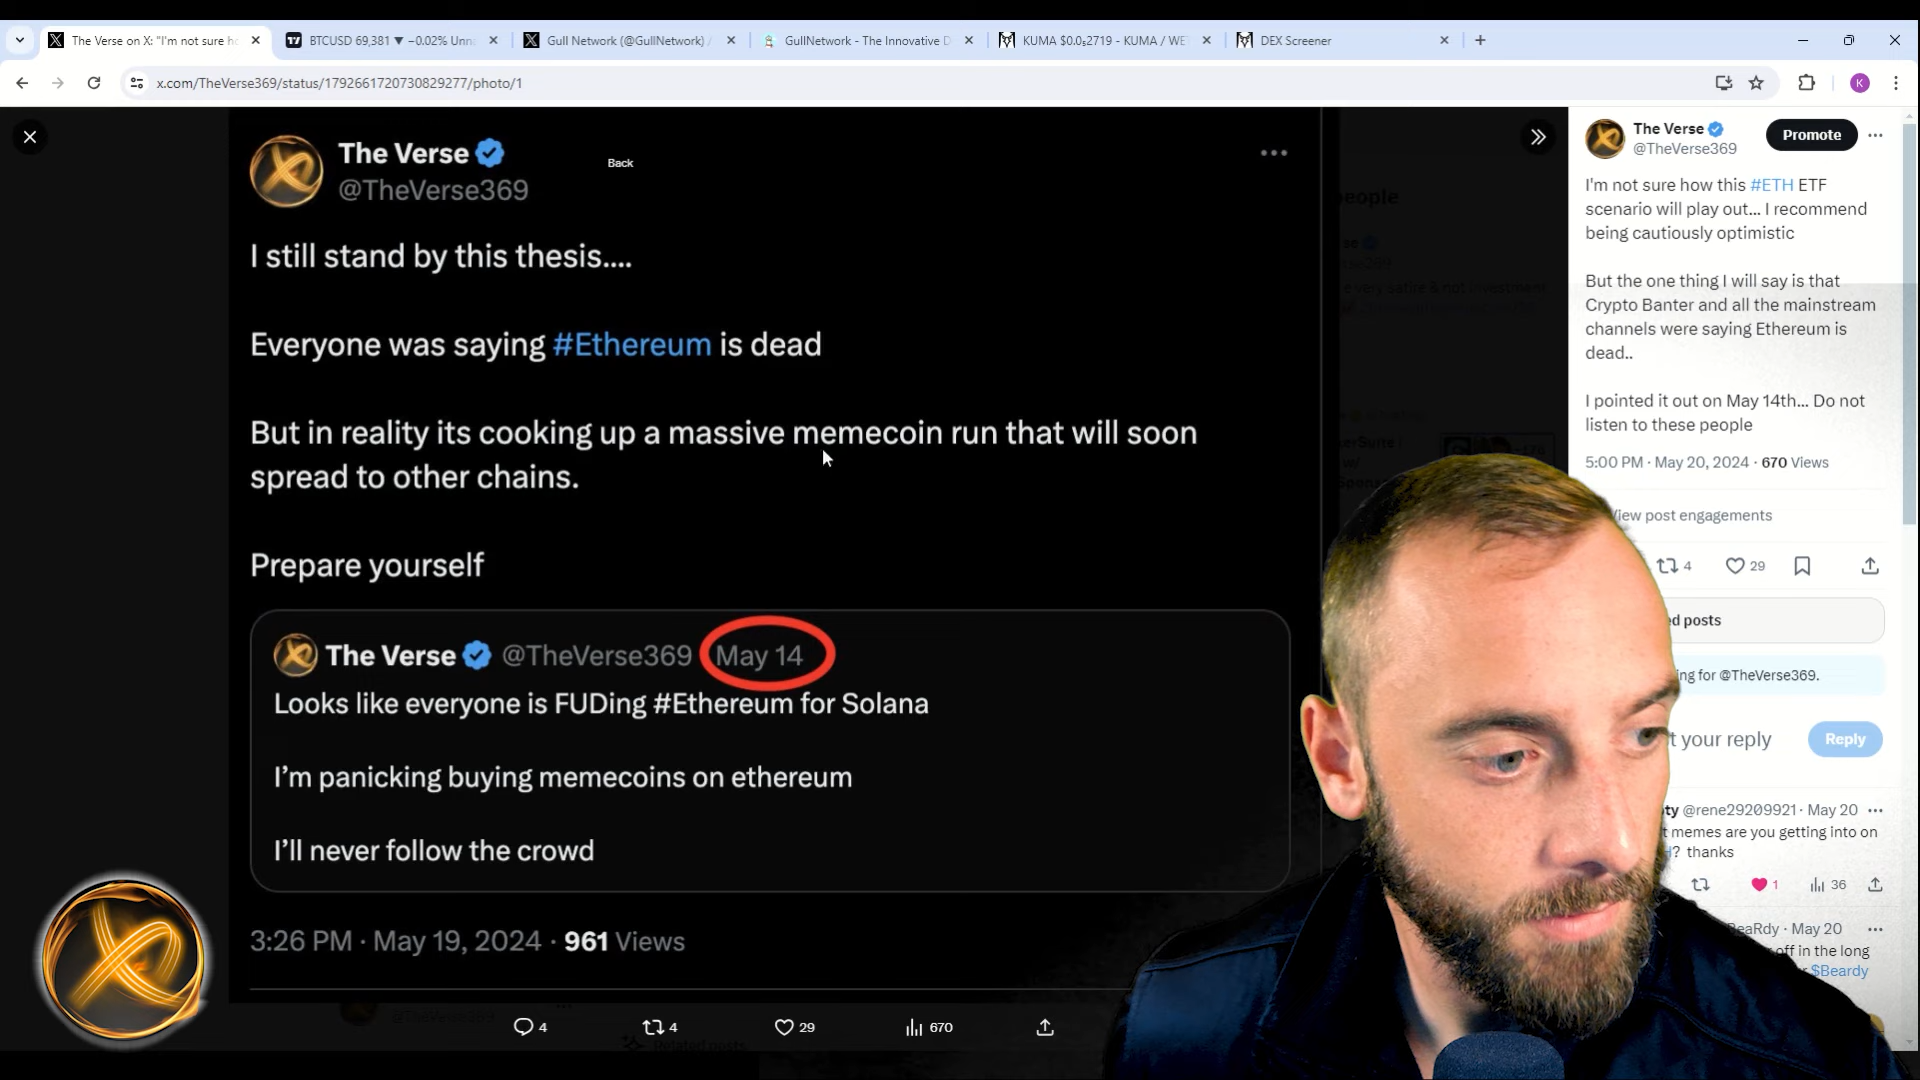 The Verse on X: "I'm not sure h
BTCUSD 69,381 ▼ −0.02% Unn
Gull Network (@GullNetwork) /
GullNetwork - The Innovative D
KUMA $0.0₅2719 - KUMA / WE
DEX Screener
x.com/TheVerse369/status/1792661720730829277/photo/1
K
The Verse
@TheVerse369
Back
I still stand by this thesis....
Everyone was saying #Ethereum is dead
But in reality its cooking up a massive memecoin run that will soon
spread to other chains.
Prepare yourself
The Verse @TheVerse369 May 14
Looks like everyone is FUDing #Ethereum for Solana
I’m panicking buying memecoins on ethereum
I’ll never follow the crowd
3:26 PM · May 19, 2024 · 961 Views
4
4
29
670
Related posts
eople
The Verse
@TheVerse369
Promote
I'm not sure how this #ETH ETF
scenario will play out... I recommend
being cautiously optimistic
But the one thing I will say is that
Crypto Banter and all the mainstream
channels were saying Ethereum is
dead..
I pointed it out on May 14th... Do not
listen to these people
5:00 PM · May 20, 2024 · 670 Views
View post engagements
4
29
ed posts
ng for @TheVerse369.
t your reply
Reply
ty @rene29209921 · May 20
t memes are you getting into on
? thanks
1
36
BeaRdy · May 20
off in the long
$Beardy